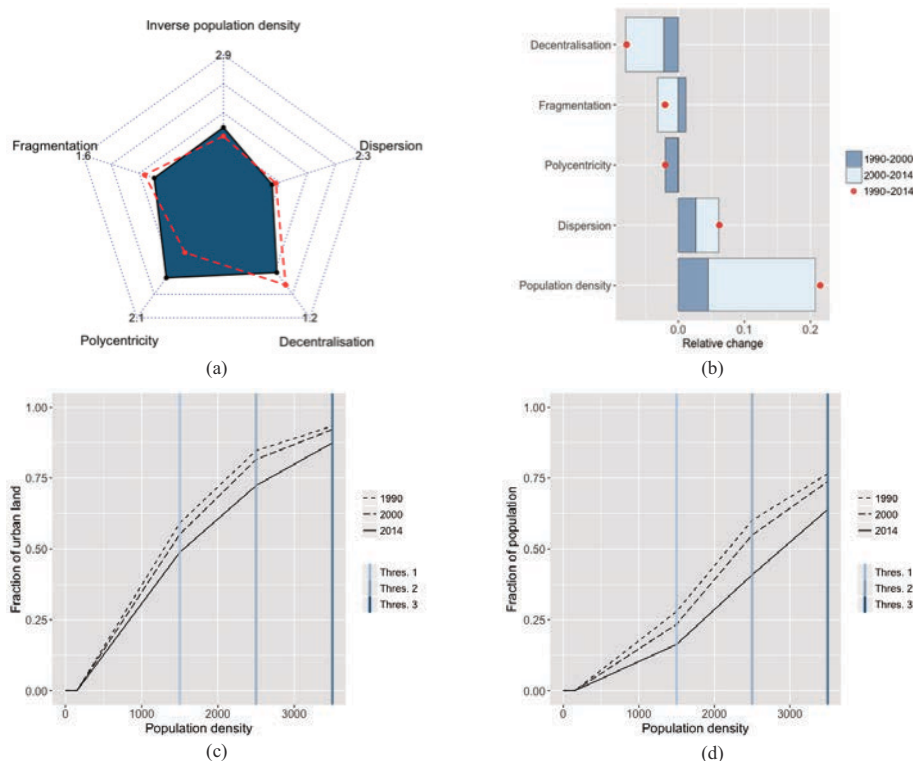 Inverse population density
2.9
Fragmentation
1.6
Dispersion
2.3
2.1
1.2
Polycentricity
Decentralisation
(a)
Decentralisation
Fragmentation
Polycentricity
Dispersion
Population density
0.0
0.1
0.2
Relative change
1990-2000
2000-2014
1990-2014
(b)
1.00
0.75
0.50
0.25
0.00
Fraction of urban land
0
1000
2000
3000
Population density
1990
2000
2014
Thres. 1
Thres. 2
Thres. 3
(c)
1.00
0.75
0.50
0.25
0.00
Fraction of population
0
1000
2000
3000
Population density
1990
2000
2014
Thres. 1
Thres. 2
Thres. 3
(d)